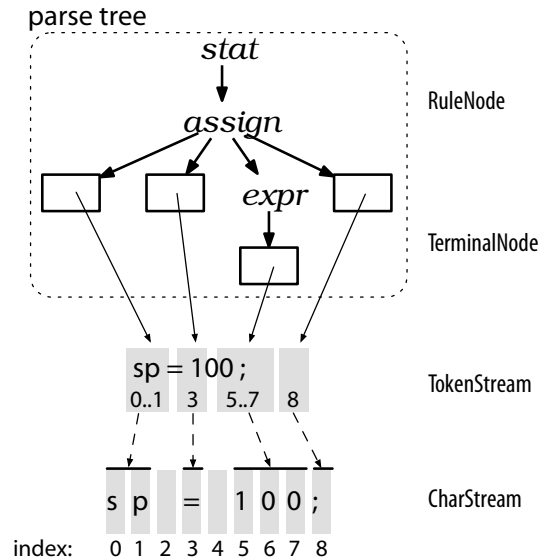 parse tree
stat
RuleNode
assign
expr
TerminalNode
sp = 100 ;
0..1 3 5..7 8
TokenStream
s p = 1 0 0 ;
CharStream
index: 0 1 2 3 4 5 6 7 8